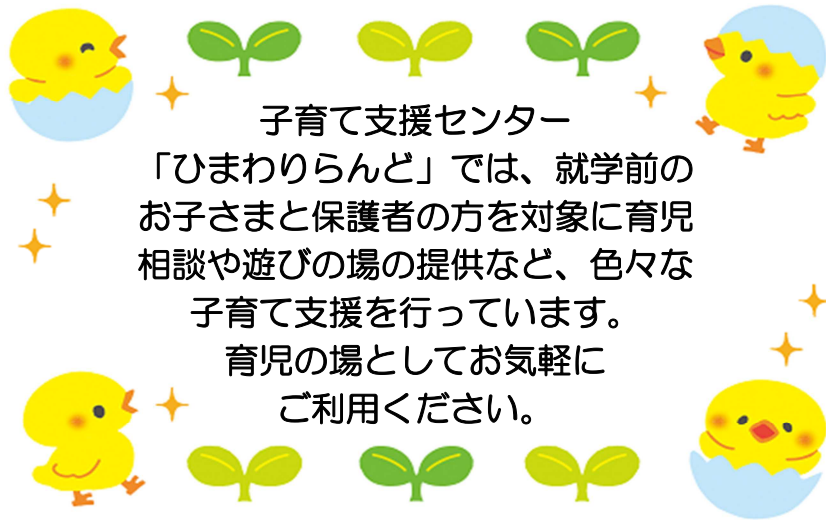 子育て支援センター
「ひまわりらんど」では、就学前の
お子さまと保護者の方を対象に育児
相談や遊びの場の提供など、色々な
子育て支援を行っています。
育児の場としてお気軽に
ご利用ください。